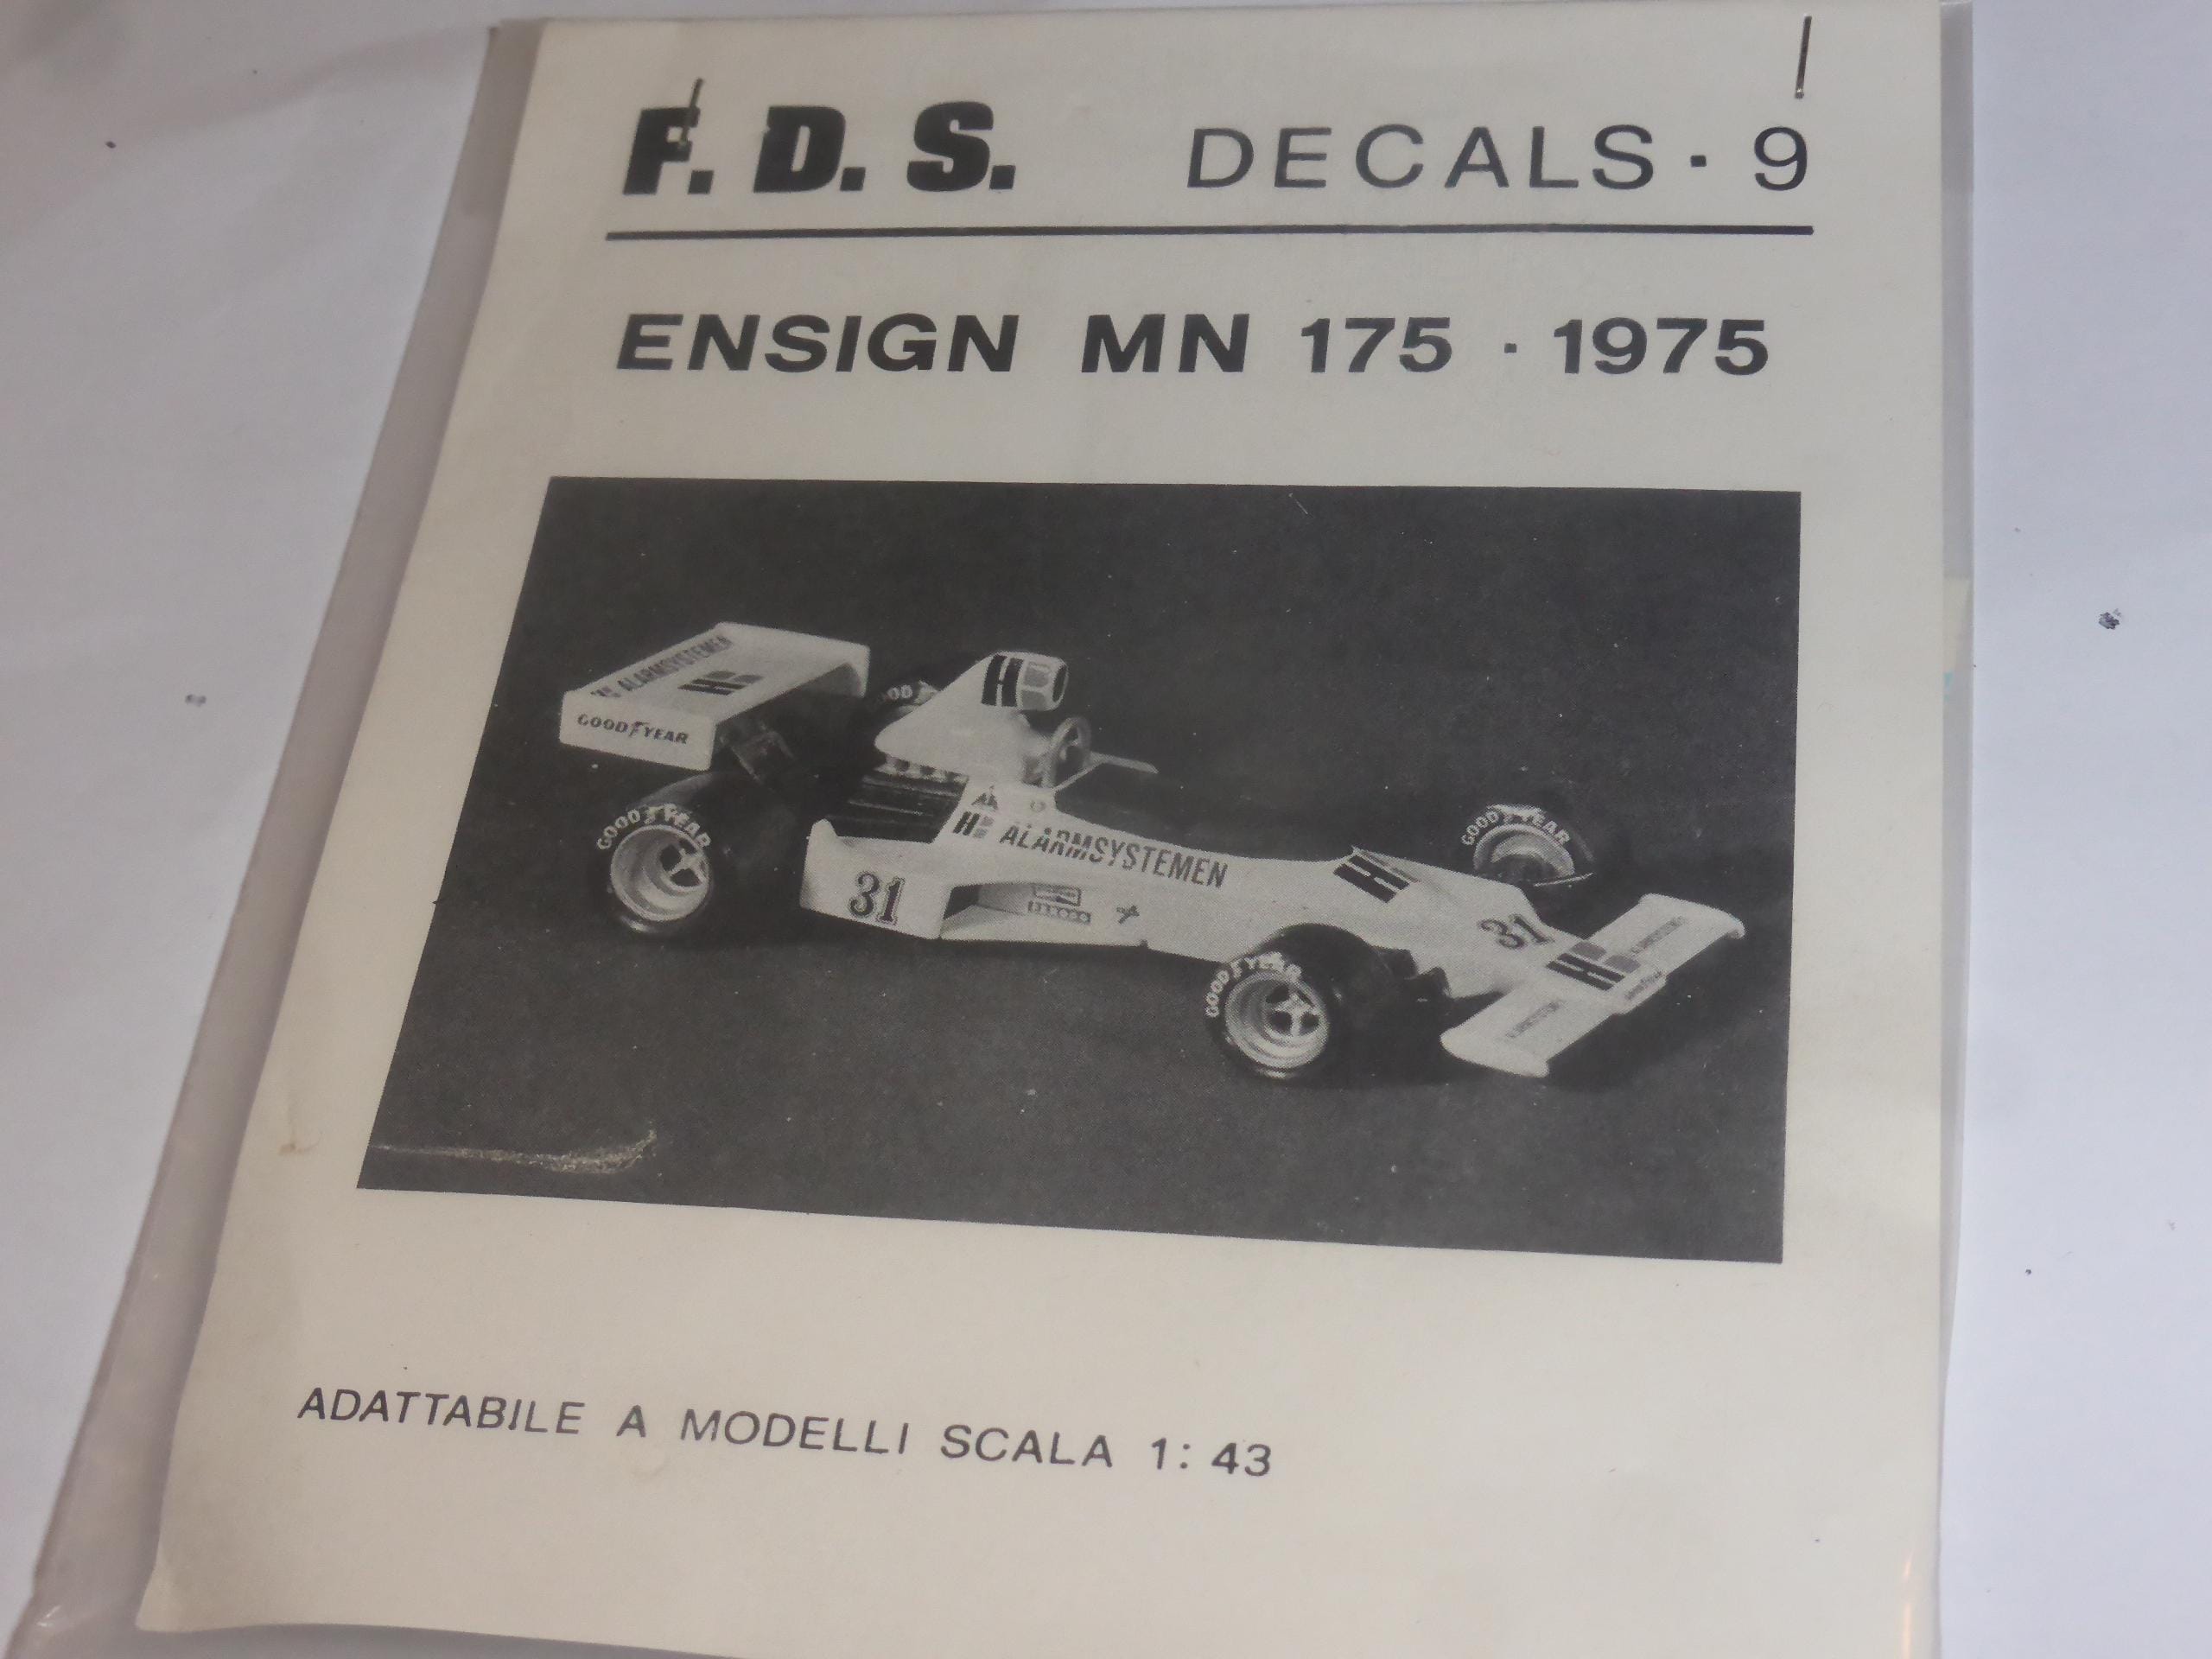 F. D. S. DECALS · 9
ENSIGN MN 175 · 1975
ALARMSYSTEMEN
H
GOODYEAR
H
GOODYEAR
H ALARMSYSTEMEN
31
H
GOODYEAR
31
H
GOODYEAR
ADATTABILE A MODELLI SCALA 1:43